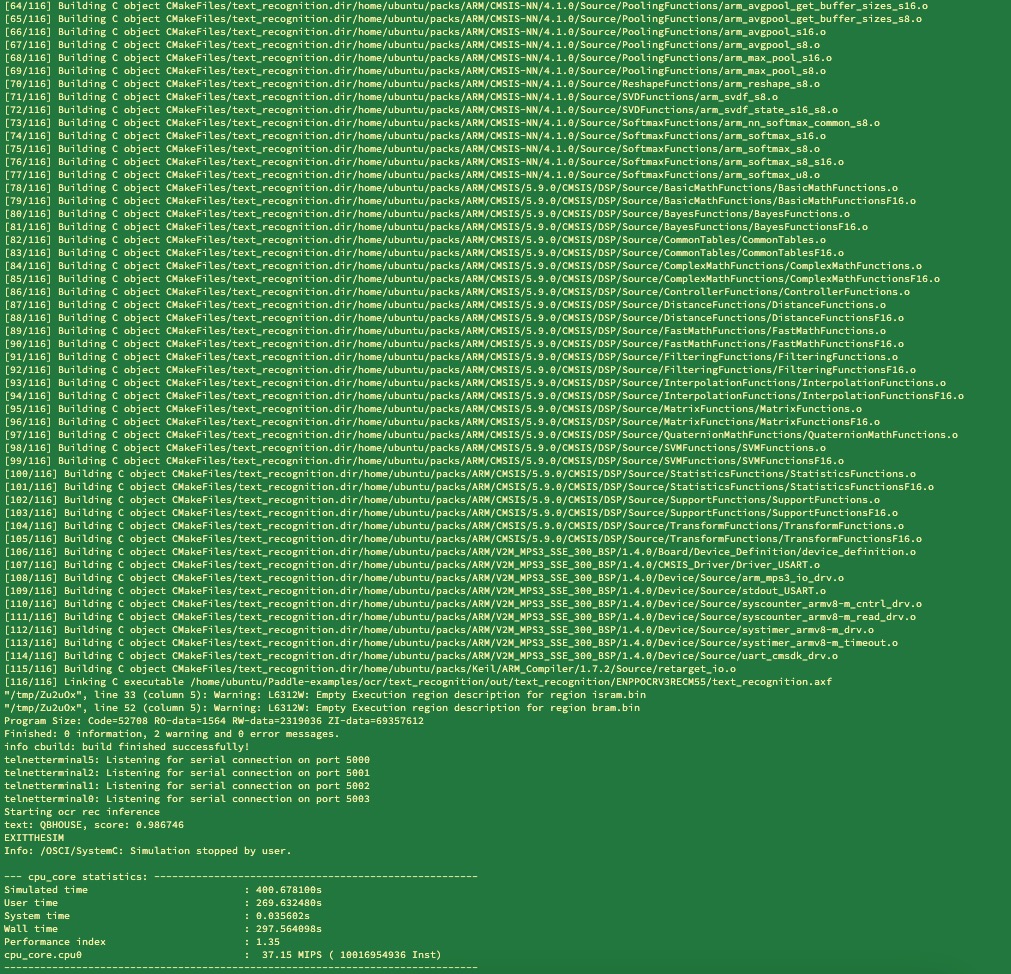 [64/116] Building C object CMakeFiles/text_recognition.dir/home/ubuntu/packs/ARM/CMSIS-NN/4.1.0/Source/PoolingFunctions/arm_avgpool_get_buffer_sizes_s16.o
[65/116] Building C object CMakeFiles/text_recognition.dir/home/ubuntu/packs/ARM/CMSIS-NN/4.1.0/Source/PoolingFunctions/arm_avgpool_get_buffer_sizes_s8.o
[66/116] Building C object CMakeFiles/text_recognition.dir/home/ubuntu/packs/ARM/CMSIS-NN/4.1.0/Source/PoolingFunctions/arm_avgpool_s16.o
[67/116] Building C object CMakeFiles/text_recognition.dir/home/ubuntu/packs/ARM/CMSIS-NN/4.1.0/Source/PoolingFunctions/arm_avgpool_s8.o
[68/116] Building C object CMakeFiles/text_recognition.dir/home/ubuntu/packs/ARM/CMSIS-NN/4.1.0/Source/PoolingFunctions/arm_max_pool_s16.o
[69/116] Building C object CMakeFiles/text_recognition.dir/home/ubuntu/packs/ARM/CMSIS-NN/4.1.0/Source/PoolingFunctions/arm_max_pool_s8.o
[70/116] Building C object CMakeFiles/text_recognition.dir/home/ubuntu/packs/ARM/CMSIS-NN/4.1.0/Source/ReshapeFunctions/arm_reshape_s8.o
[71/116] Building C object CMakeFiles/text_recognition.dir/home/ubuntu/packs/ARM/CMSIS-NN/4.1.0/Source/SVDFunctions/arm_svdf_s8.o
[72/116] Building C object CMakeFiles/text_recognition.dir/home/ubuntu/packs/ARM/CMSIS-NN/4.1.0/Source/SVDFunctions/arm_svdf_state_s16_s8.o
[73/116] Building C object CMakeFiles/text_recognition.dir/home/ubuntu/packs/ARM/CMSIS-NN/4.1.0/Source/SoftmaxFunctions/arm_nn_softmax_common_s8.o
[74/116] Building C object CMakeFiles/text_recognition.dir/home/ubuntu/packs/ARM/CMSIS-NN/4.1.0/Source/SoftmaxFunctions/arm_softmax_s16.o
[75/116] Building C object CMakeFiles/text_recognition.dir/home/ubuntu/packs/ARM/CMSIS-NN/4.1.0/Source/SoftmaxFunctions/arm_softmax_s8.o
[76/116] Building C object CMakeFiles/text_recognition.dir/home/ubuntu/packs/ARM/CMSIS-NN/4.1.0/Source/SoftmaxFunctions/arm_softmax_s8_s16.o
[77/116] Building C object CMakeFiles/text_recognition.dir/home/ubuntu/packs/ARM/CMSIS-NN/4.1.0/Source/SoftmaxFunctions/arm_softmax_u8.o
[78/116] Building C object CMakeFiles/text_recognition.dir/home/ubuntu/packs/ARM/CMSIS/5.9.0/CMSIS/DSP/Source/BasicMathFunctions/BasicMathFunctions.o
[79/116] Building C object CMakeFiles/text_recognition.dir/home/ubuntu/packs/ARM/CMSIS/5.9.0/CMSIS/DSP/Source/BasicMathFunctions/BasicMathFunctionsF16.o
[80/116] Building C object CMakeFiles/text_recognition.dir/home/ubuntu/packs/ARM/CMSIS/5.9.0/CMSIS/DSP/Source/BayesFunctions/BayesFunctions.o
[81/116] Building C object CMakeFiles/text_recognition.dir/home/ubuntu/packs/ARM/CMSIS/5.9.0/CMSIS/DSP/Source/BayesFunctions/BayesFunctionsF16.o
[82/116] Building C object CMakeFiles/text_recognition.dir/home/ubuntu/packs/ARM/CMSIS/5.9.0/CMSIS/DSP/Source/CommonTables/CommonTables.o
[83/116] Building C object CMakeFiles/text_recognition.dir/home/ubuntu/packs/ARM/CMSIS/5.9.0/CMSIS/DSP/Source/CommonTables/CommonTablesF16.o
[84/116] Building C object CMakeFiles/text_recognition.dir/home/ubuntu/packs/ARM/CMSIS/5.9.0/CMSIS/DSP/Source/ComplexMathFunctions/ComplexMathFunctions.o
[85/116] Building C object CMakeFiles/text_recognition.dir/home/ubuntu/packs/ARM/CMSIS/5.9.0/CMSIS/DSP/Source/ComplexMathFunctions/ComplexMathFunctionsF16.o
[86/116] Building C object CMakeFiles/text_recognition.dir/home/ubuntu/packs/ARM/CMSIS/5.9.0/CMSIS/DSP/Source/ControllerFunctions/ControllerFunctions.o
[87/116] Building C object CMakeFiles/text_recognition.dir/home/ubuntu/packs/ARM/CMSIS/5.9.0/CMSIS/DSP/Source/DistanceFunctions/DistanceFunctions.o
[88/116] Building C object CMakeFiles/text_recognition.dir/home/ubuntu/packs/ARM/CMSIS/5.9.0/CMSIS/DSP/Source/DistanceFunctions/DistanceFunctionsF16.o
[89/116] Building C object CMakeFiles/text_recognition.dir/home/ubuntu/packs/ARM/CMSIS/5.9.0/CMSIS/DSP/Source/FastMathFunctions/FastMathFunctions.o
[90/116] Building C object CMakeFiles/text_recognition.dir/home/ubuntu/packs/ARM/CMSIS/5.9.0/CMSIS/DSP/Source/FastMathFunctions/FastMathFunctionsF16.o
[91/116] Building C object CMakeFiles/text_recognition.dir/home/ubuntu/packs/ARM/CMSIS/5.9.0/CMSIS/DSP/Source/FilteringFunctions/FilteringFunctions.o
[92/116] Building C object CMakeFiles/text_recognition.dir/home/ubuntu/packs/ARM/CMSIS/5.9.0/CMSIS/DSP/Source/FilteringFunctions/FilteringFunctionsF16.o
[93/116] Building C object CMakeFiles/text_recognition.dir/home/ubuntu/packs/ARM/CMSIS/5.9.0/CMSIS/DSP/Source/InterpolationFunctions/InterpolationFunctions.o
[94/116] Building C object CMakeFiles/text_recognition.dir/home/ubuntu/packs/ARM/CMSIS/5.9.0/CMSIS/DSP/Source/InterpolationFunctions/InterpolationFunctionsF16.o
[95/116] Building C object CMakeFiles/text_recognition.dir/home/ubuntu/packs/ARM/CMSIS/5.9.0/CMSIS/DSP/Source/MatrixFunctions/MatrixFunctions.o
[96/116] Building C object CMakeFiles/text_recognition.dir/home/ubuntu/packs/ARM/CMSIS/5.9.0/CMSIS/DSP/Source/MatrixFunctions/MatrixFunctionsF16.o
[97/116] Building C object CMakeFiles/text_recognition.dir/home/ubuntu/packs/ARM/CMSIS/5.9.0/CMSIS/DSP/Source/QuaternionMathFunctions/QuaternionMathFunctions.o
[98/116] Building C object CMakeFiles/text_recognition.dir/home/ubuntu/packs/ARM/CMSIS/5.9.0/CMSIS/DSP/Source/SVMFunctions/SVMFunctions.o
[99/116] Building C object CMakeFiles/text_recognition.dir/home/ubuntu/packs/ARM/CMSIS/5.9.0/CMSIS/DSP/Source/SVMFunctions/SVMFunctionsF16.o
[100/116] Building C object CMakeFiles/text_recognition.dir/home/ubuntu/packs/ARM/CMSIS/5.9.0/CMSIS/DSP/Source/StatisticsFunctions/StatisticsFunctions.o
[101/116] Building C object CMakeFiles/text_recognition.dir/home/ubuntu/packs/ARM/CMSIS/5.9.0/CMSIS/DSP/Source/StatisticsFunctions/StatisticsFunctionsF16.o
[102/116] Building C object CMakeFiles/text_recognition.dir/home/ubuntu/packs/ARM/CMSIS/5.9.0/CMSIS/DSP/Source/SupportFunctions/SupportFunctions.o
[103/116] Building C object CMakeFiles/text_recognition.dir/home/ubuntu/packs/ARM/CMSIS/5.9.0/CMSIS/DSP/Source/SupportFunctions/SupportFunctionsF16.o
[104/116] Building C object CMakeFiles/text_recognition.dir/home/ubuntu/packs/ARM/CMSIS/5.9.0/CMSIS/DSP/Source/TransformFunctions/TransformFunctions.o
[105/116] Building C object CMakeFiles/text_recognition.dir/home/ubuntu/packs/ARM/CMSIS/5.9.0/CMSIS/DSP/Source/TransformFunctions/TransformFunctionsF16.o
[106/116] Building C object CMakeFiles/text_recognition.dir/home/ubuntu/packs/ARM/V2M_MPS3_SSE_300_BSP/1.4.0/Board/Device_Definition/device_definition.o
[107/116] Building C object CMakeFiles/text_recognition.dir/home/ubuntu/packs/ARM/V2M_MPS3_SSE_300_BSP/1.4.0/CMSIS_Driver/Driver_USART.o
[108/116] Building C object CMakeFiles/text_recognition.dir/home/ubuntu/packs/ARM/V2M_MPS3_SSE_300_BSP/1.4.0/Device/Source/arm_mps3_io_drv.o
[109/116] Building C object CMakeFiles/text_recognition.dir/home/ubuntu/packs/ARM/V2M_MPS3_SSE_300_BSP/1.4.0/Device/Source/stdout_USART.o
[110/116] Building C object CMakeFiles/text_recognition.dir/home/ubuntu/packs/ARM/V2M_MPS3_SSE_300_BSP/1.4.0/Device/Source/syscounter_armv8-m_cntrl_drv.o
[111/116] Building C object CMakeFiles/text_recognition.dir/home/ubuntu/packs/ARM/V2M_MPS3_SSE_300_BSP/1.4.0/Device/Source/syscounter_armv8-m_read_drv.o
[112/116] Building C object CMakeFiles/text_recognition.dir/home/ubuntu/packs/ARM/V2M_MPS3_SSE_300_BSP/1.4.0/Device/Source/systimer_armv8-m_drv.o
[113/116] Building C object CMakeFiles/text_recognition.dir/home/ubuntu/packs/ARM/V2M_MPS3_SSE_300_BSP/1.4.0/Device/Source/systimer_armv8-m_timeout.o
[114/116] Building C object CMakeFiles/text_recognition.dir/home/ubuntu/packs/ARM/V2M_MPS3_SSE_300_BSP/1.4.0/Device/Source/uart_cmsdk_drv.o
[115/116] Building C object CMakeFiles/text_recognition.dir/home/ubuntu/packs/Keil/ARM_Compiler/1.7.2/Source/retarget_io.o
[116/116] Linking C executable /home/ubuntu/Paddle-examples/ocr/text_recognition/out/text_recognition/ENPPOCRV3RECM55/text_recognition.axf
"/tmp/Zu2uOx", line 33 (column 5): Warning: L6312W: Empty Execution region description for region isram.bin
"/tmp/Zu2uOx", line 52 (column 5): Warning: L6312W: Empty Execution region description for region bram.bin
Program Size: Code=52708 RO-data=1564 RW-data=2319036 ZI-data=69357612
Finished: 0 information, 2 warning and 0 error messages.
info cbuild: build finished successfully!
telnetterminal5: Listening for serial connection on port 5000
telnetterminal2: Listening for serial connection on port 5001
telnetterminal1: Listening for serial connection on port 5002
telnetterminal0: Listening for serial connection on port 5003
Starting ocr rec inference
text: QBHOUSE, score: 0.986746
EXITTHESIM
Info: /OSCI/SystemC: Simulation stopped by user.
--- cpu_core statistics: ------------------------------------------------------
Simulated time : 400.678100s
User time : 269.632480s
System time : 0.035602s
Wall time : 297.564098s
Performance index : 1.35
cpu_core.cpu0 : 37.15 MIPS ( 10016954936 Inst)
-------------------------------------------------------------------------------